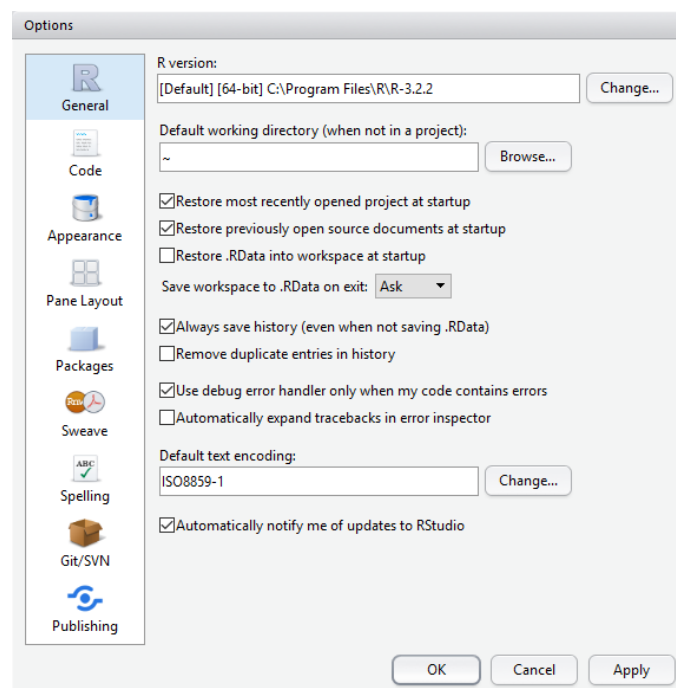 Options
R
General
Code
Appearance
Pane Layout
Packages
Rnw
Sweave
ABC
Spelling
Git/SVN
Publishing
R version:
[Default] [64-bit] C:\Program Files\R\R-3.2.2
Change...
Default working directory (when not in a project):
~
Browse...
Restore most recently opened project at startup
Restore previously open source documents at startup
Restore .RData into workspace at startup
Save workspace to .RData on exit: Ask
Always save history (even when not saving .RData)
Remove duplicate entries in history
Use debug error handler only when my code contains errors
Automatically expand tracebacks in error inspector
Default text encoding:
ISO8859-1
Change...
Automatically notify me of updates to RStudio
OK
Cancel
Apply